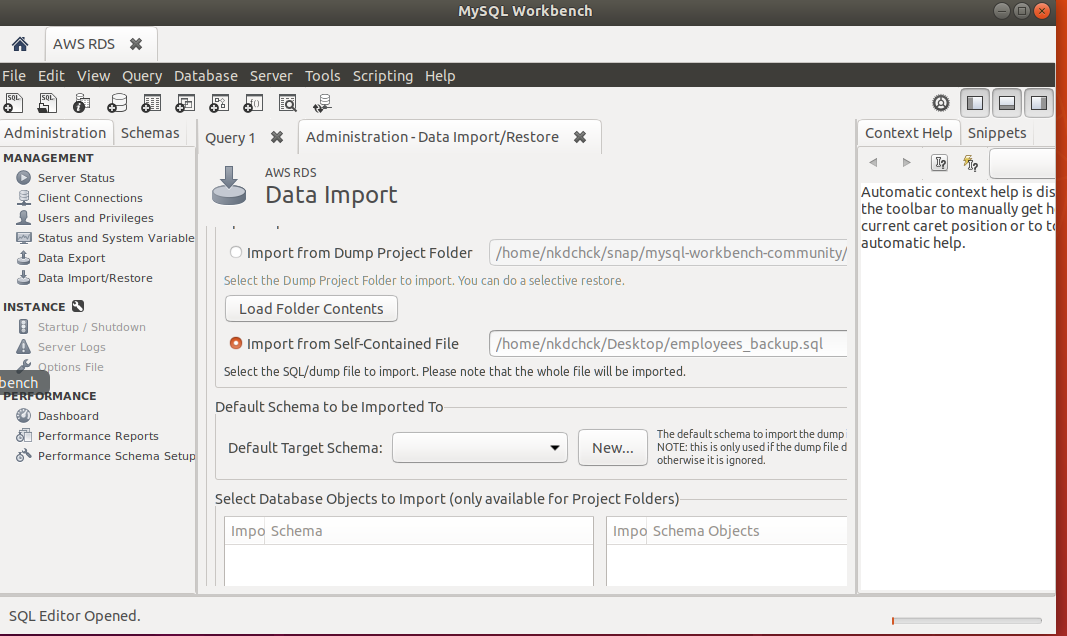 MySQL Workbench
AWS RDS
File Edit View Query Database Server Tools Scripting Help
Administration Schemas
MANAGEMENT
Server Status
Client Connections
Users and Privileges
Status and System Variable
Data Export
Data Import/Restore
INSTANCE
Startup / Shutdown
Server Logs
Options File
bench
PERFORMANCE
Dashboard
Performance Reports
Performance Schema Setup
Query 1 Administration - Data Import/Restore
AWS RDS
Data Import
Import from Dump Project Folder /home/nkdchck/snap/mysql-workbench-community/
Select the Dump Project Folder to import. You can do a selective restore.
Load Folder Contents
Import from Self-Contained File /home/nkdchck/Desktop/employees_backup.sql
Select the SQL/dump file to import. Please note that the whole file will be imported.
Default Schema to be Imported To
Default Target Schema: New...
The default schema to import the dump
NOTE: this is only used if the dump file d
otherwise it is ignored.
Select Database Objects to Import (only available for Project Folders)
Impo Schema
Impo Schema Objects
Context Help Snippets
Automatic context help is dis
the toolbar to manually get h
current caret position or to to
automatic help.
SQL Editor Opened.